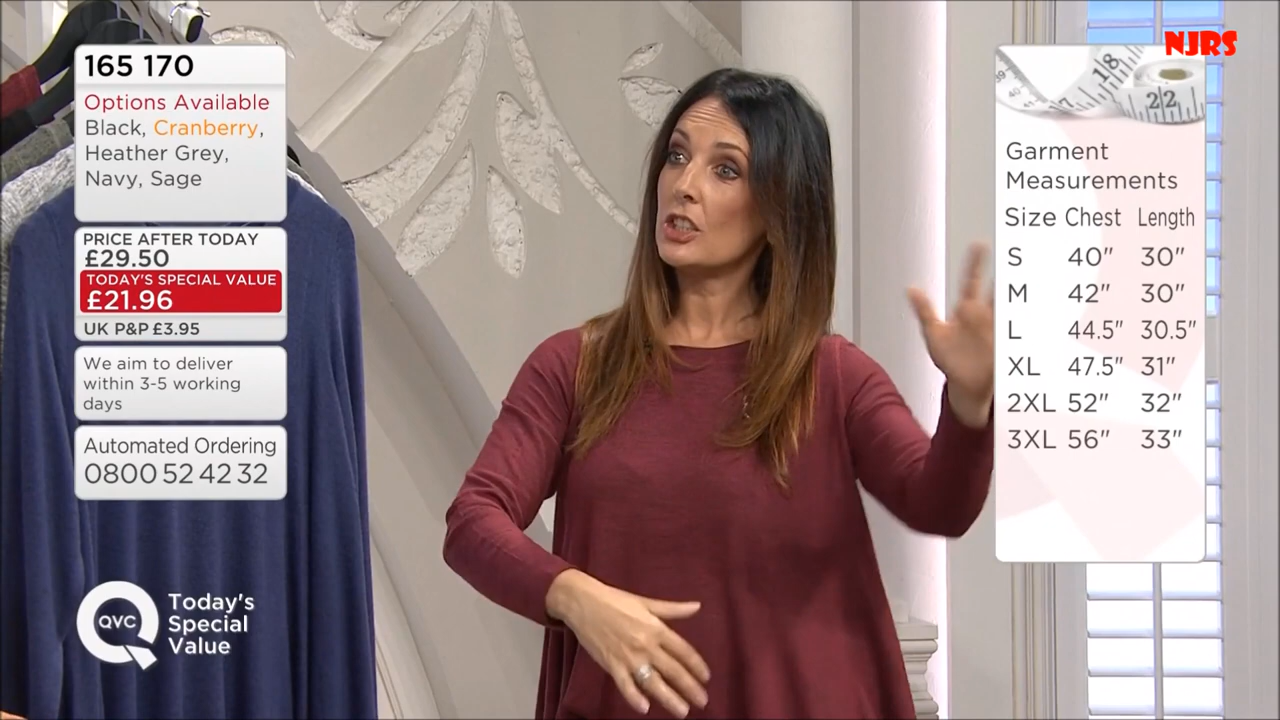 165 170
Options Available
Black, Cranberry,
Heather Grey,
Navy, Sage
PRICE AFTER TODAY
£29.50
TODAY'S SPECIAL VALUE
£21.96
UK P&P £3.95
We aim to deliver
within 3-5 working
days
Automated Ordering
0800 52 42 32
QVC
Today's
Special
Value
NJRS
18
17
22
Garment
Measurements
Size Chest Length
S 40" 30"
M 42" 30"
L 44.5" 30.5"
XL 47.5" 31"
2XL 52" 32"
3XL 56" 33"